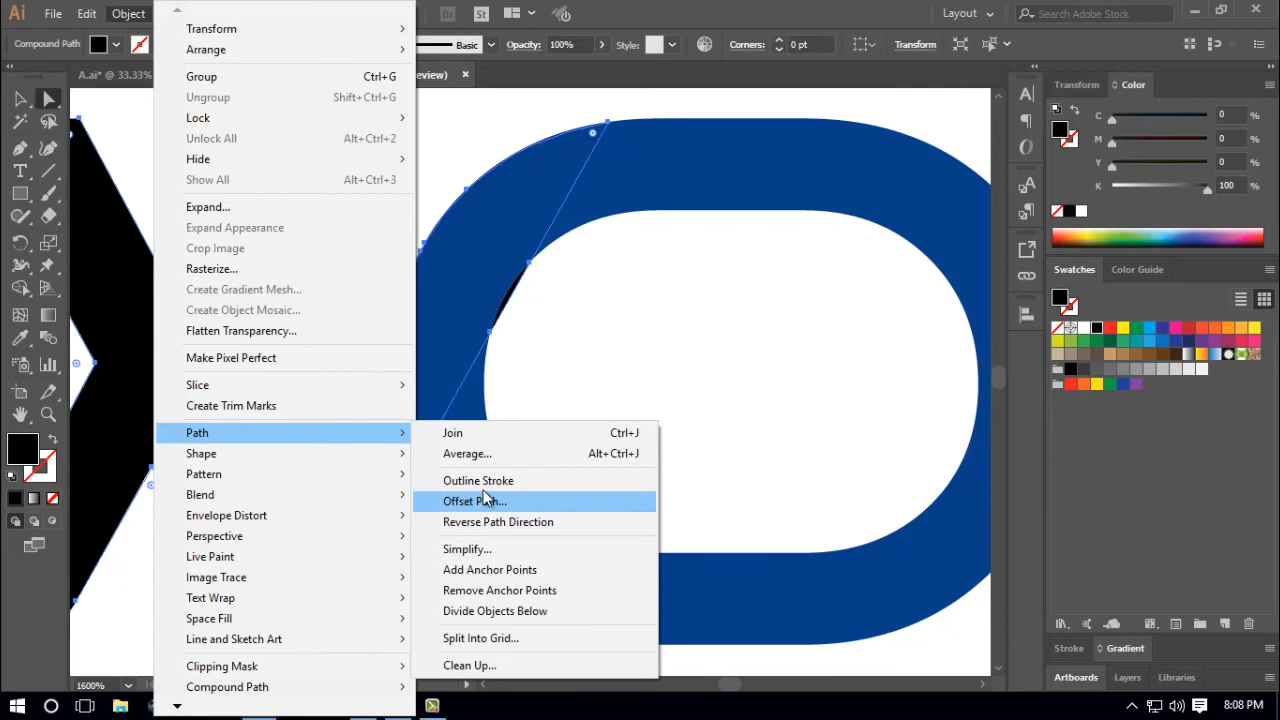 Ai File Edit Object Br St Layout Search Adobe Stock
Compound Path Basic Opacity: 100% Style: Corners: 0 pt Transform
A.ai* @ 33.33% eview) ×
Transform
Arrange
Group Ctrl+G
Ungroup Shift+Ctrl+G
Lock
Unlock All Alt+Ctrl+2
Hide
Show All Alt+Ctrl+3
Expand...
Expand Appearance
Crop Image
Rasterize...
Create Gradient Mesh...
Create Object Mosaic...
Flatten Transparency...
Make Pixel Perfect
Slice
Create Trim Marks
Path
Shape
Pattern
Blend
Envelope Distort
Perspective
Live Paint
Image Trace
Text Wrap
Space Fill
Line and Sketch Art
Clipping Mask
Compound Path
Join Ctrl+J
Average... Alt+Ctrl+J
Outline Stroke
Offset Path...
Reverse Path Direction
Simplify...
Add Anchor Points
Remove Anchor Points
Divide Objects Below
Split Into Grid...
Clean Up...
Transform Color
C 0 %
M 0 %
Y 0 %
K 100 %
Swatches Color Guide
Stroke Gradient
Artboards Layers Libraries
1600%
8:08 PM